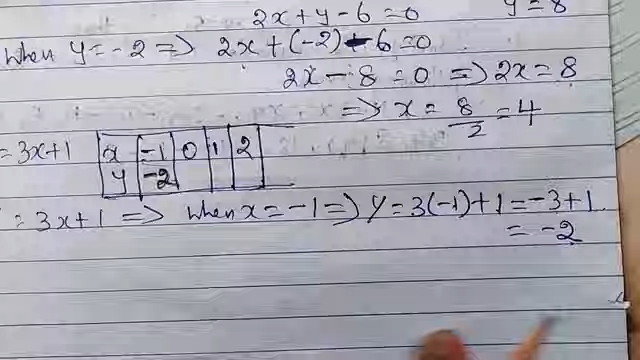 2x+y-6=0 y=8
When y=-2 => 2x+(-2)-6=0
2x-8=0 => 2x=8
=> x=8/2=4
=3x+1 x -1 0 1 2
y -2
=3x+1 => when x=-1 => y=3(-1)+1=-3+1
=-2